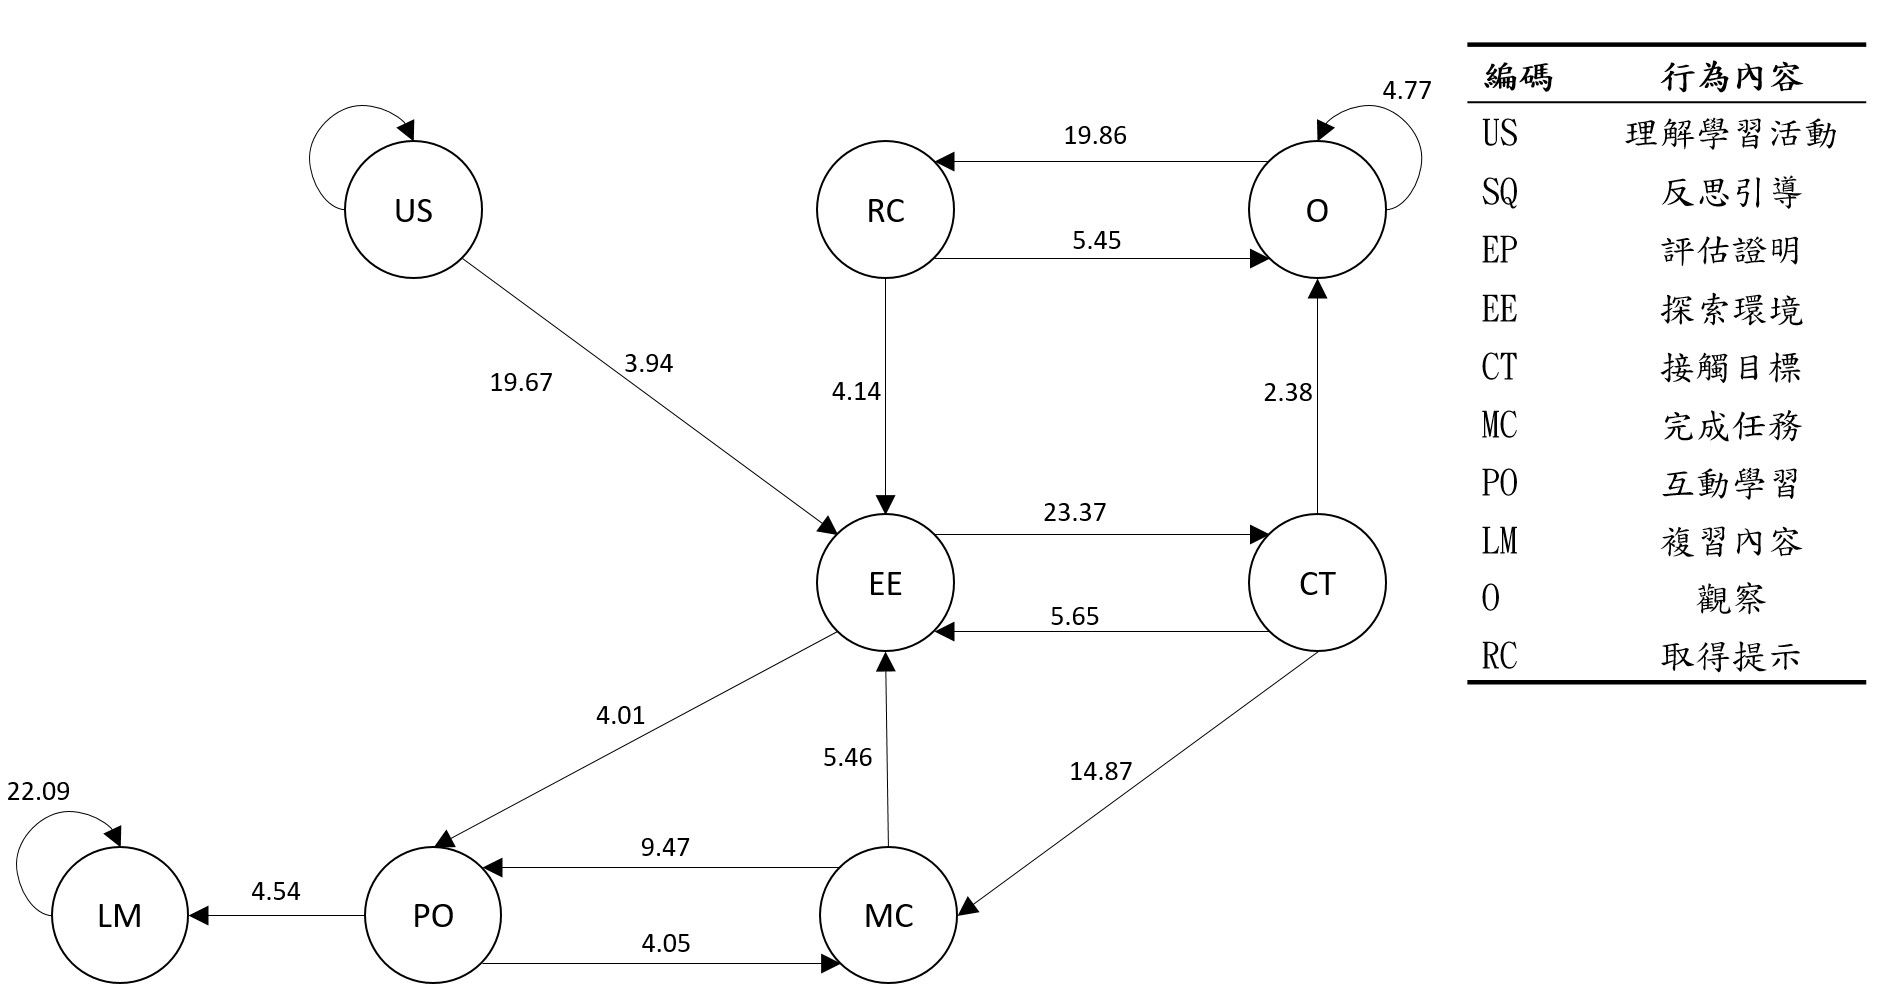 4.77
19.86
US
RC
O
5.45
3.94
19.67
4.14
2.38
23.37
EE
CT
5.65
4.01
5.46
14.87
22.09
9.47
4.54
LM
PO
MC
4.05
編碼 行為內容
US 理解學習活動
SQ 反思引導
EP 評估證明
EE 探索環境
CT 接觸目標
MC 完成任務
PO 互動學習
LM 複習內容
O 觀察
RC 取得提示